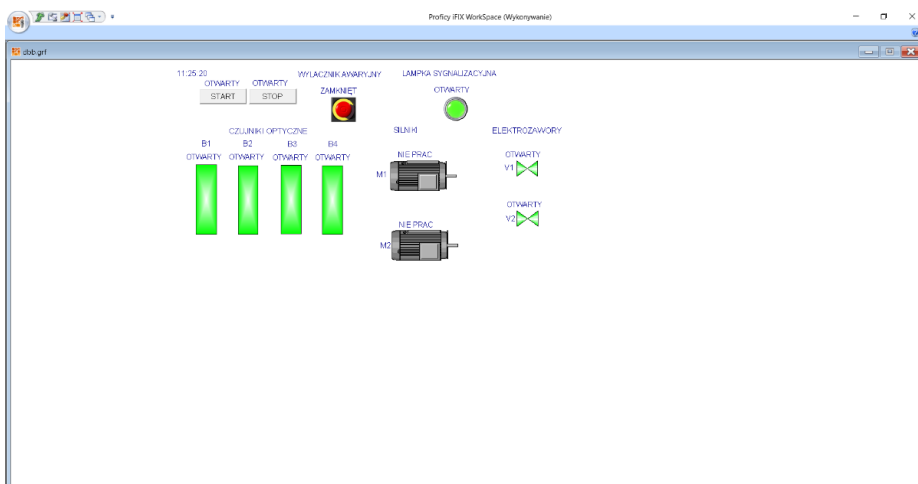 Proficy iFIX WorkSpace (Wykonywanie)
dbb.grf
11:25:20
WYLACZNIK AWARYJNY
LAMPKA SYGNALIZACYJNA
OTWARTY
OTWARTY
ZAMKNIĘT
OTWARTY
START
STOP
CZUJNIKI OPTYCZNE
SILNIKI
ELEKTROZAWORY
B1
B2
B3
B4
OTWARTY
OTWARTY
OTWARTY
OTWARTY
NIE PRAC
M1
OTWARTY
V1
NIE PRAC
M2
OTWARTY
V2